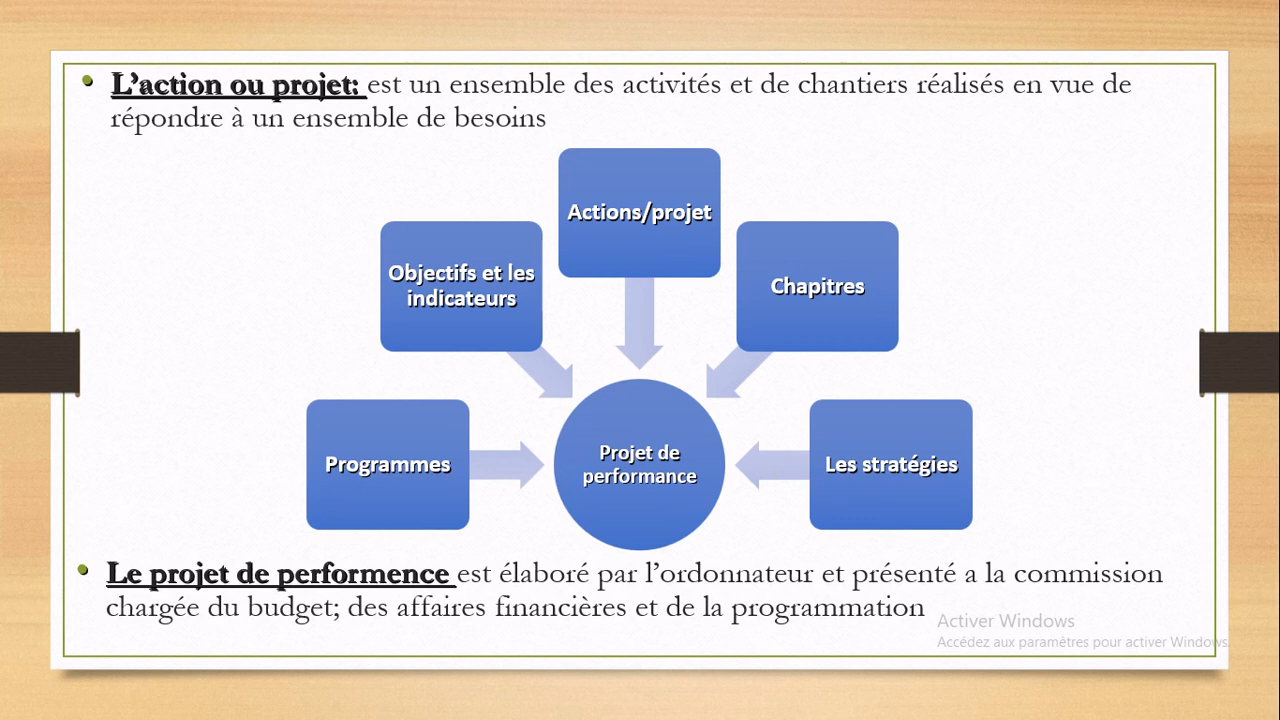 L’action ou projet: est un ensemble des activités et de chantiers réalisés en vue de
répondre à un ensemble de besoins
Actions/projet
Objectifs et les
indicateurs
Chapitres
Programmes
Projet de
performance
Les stratégies
Le projet de performence est élaboré par l’ordonnateur et présenté a la commission
chargée du budget; des affaires financières et de la programmation
Activer Windows
Accédez aux paramètres pour activer Windows.